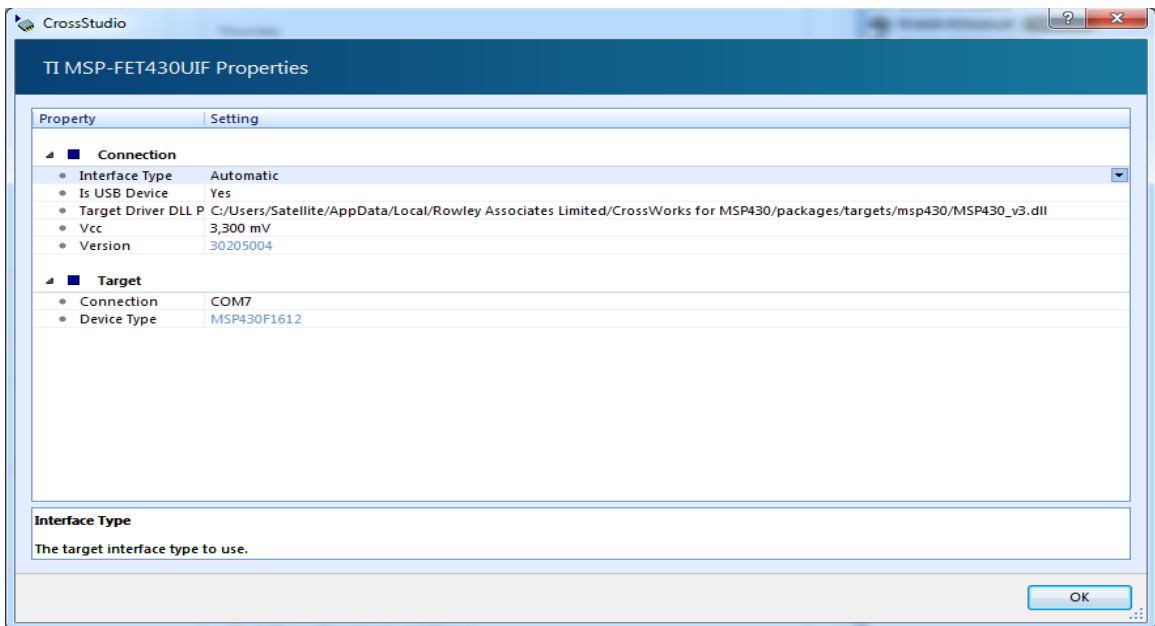 CrossStudio
TI MSP-FET430UIF Properties
Property Setting
Connection
Interface Type Automatic
Is USB Device Yes
Target Driver DLL P C:/Users/Satellite/AppData/Local/Rowley Associates Limited/CrossWorks for MSP430/packages/targets/msp430/MSP430_v3.dll
Vcc 3,300 mV
Version 30205004
Target
Connection COM7
Device Type MSP430F1612
Interface Type
The target interface type to use.
OK